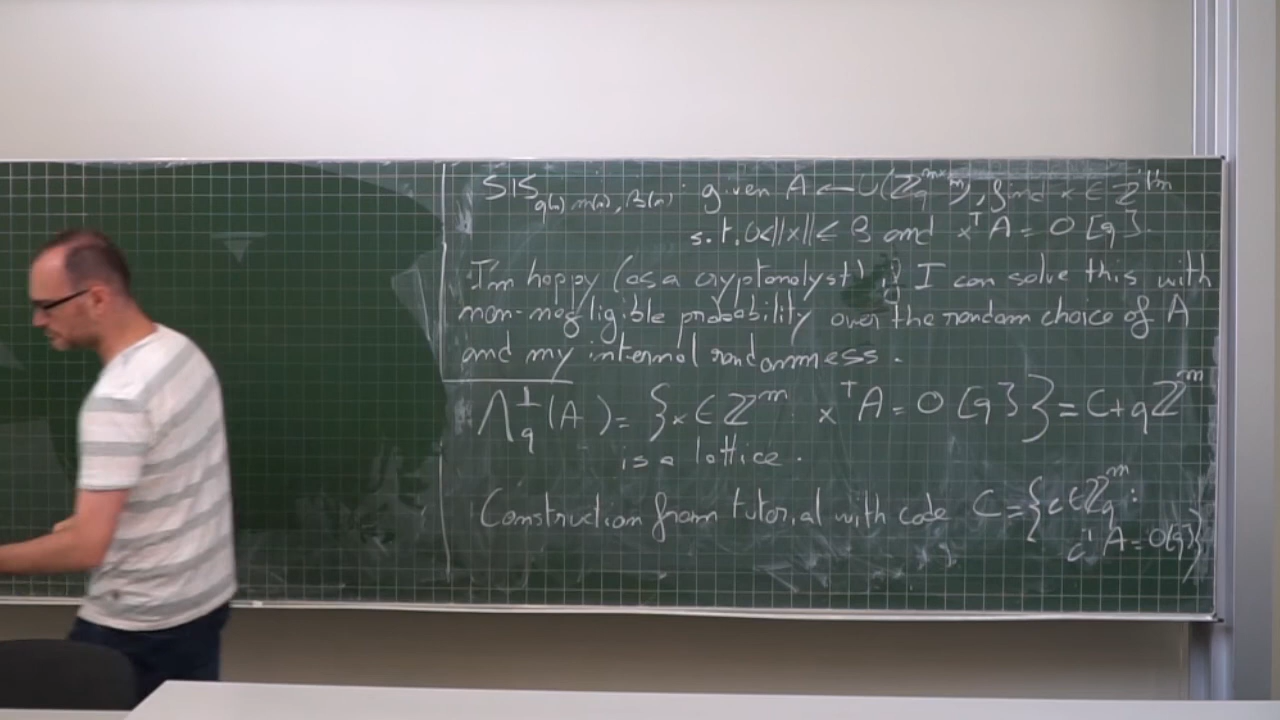 SIS_{q(n), m(n), β(n)}: given A ← U(ℤ_q^{m×n}), find x ∈ ℤ^m
s.t. 0<||x|| ≤ β and x^T A = 0 [q].
I'm happy (as a cryptanalyst) if I can solve this with
non-negligible probability over the random choice of A
and my internal randomness.
Λ_q^⊥(A) = {x ∈ ℤ^m: x^T A = 0 [q]} = C + qℤ^m
is a lattice.
Construction from tutorial with code C = {c ∈ ℤ_q^m:
c^T A = 0[q]}